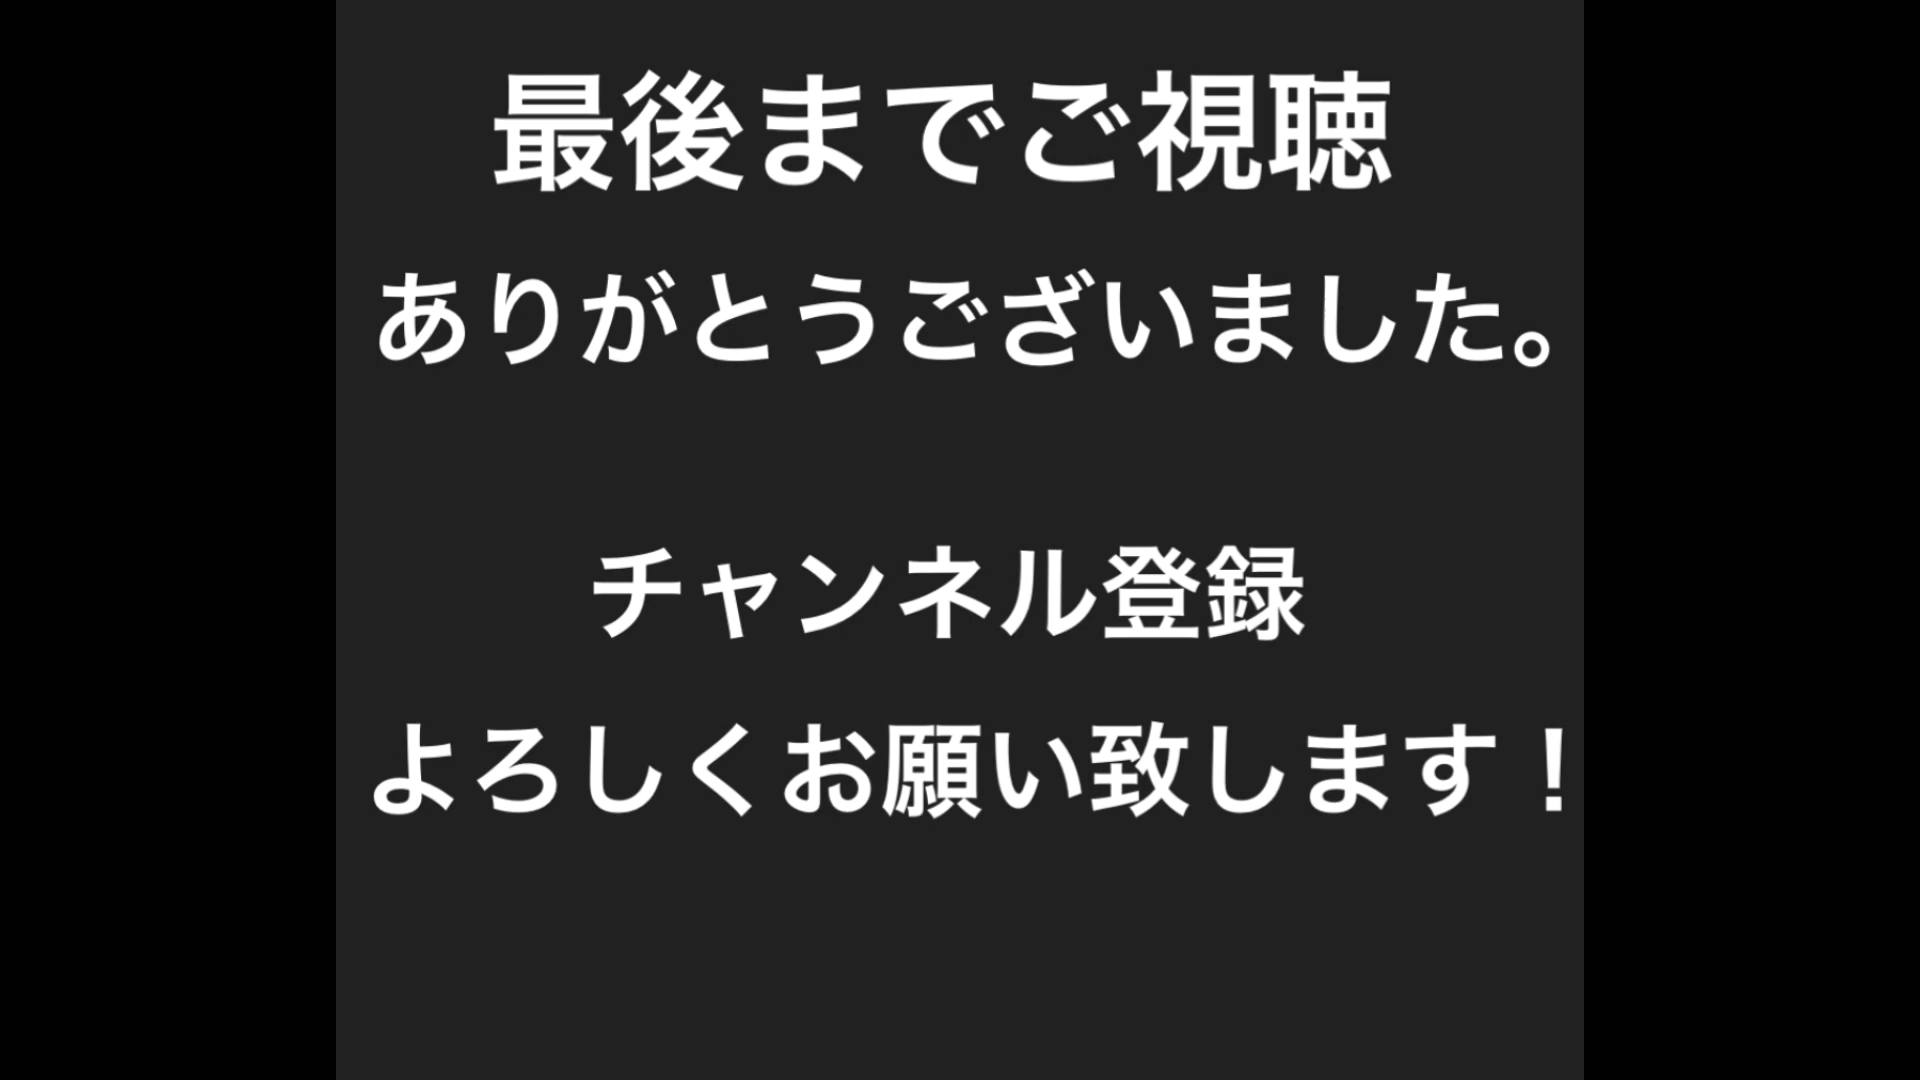 最後までご視聴
ありがとうございました。
チャンネル登録
よろしくお願い致します！